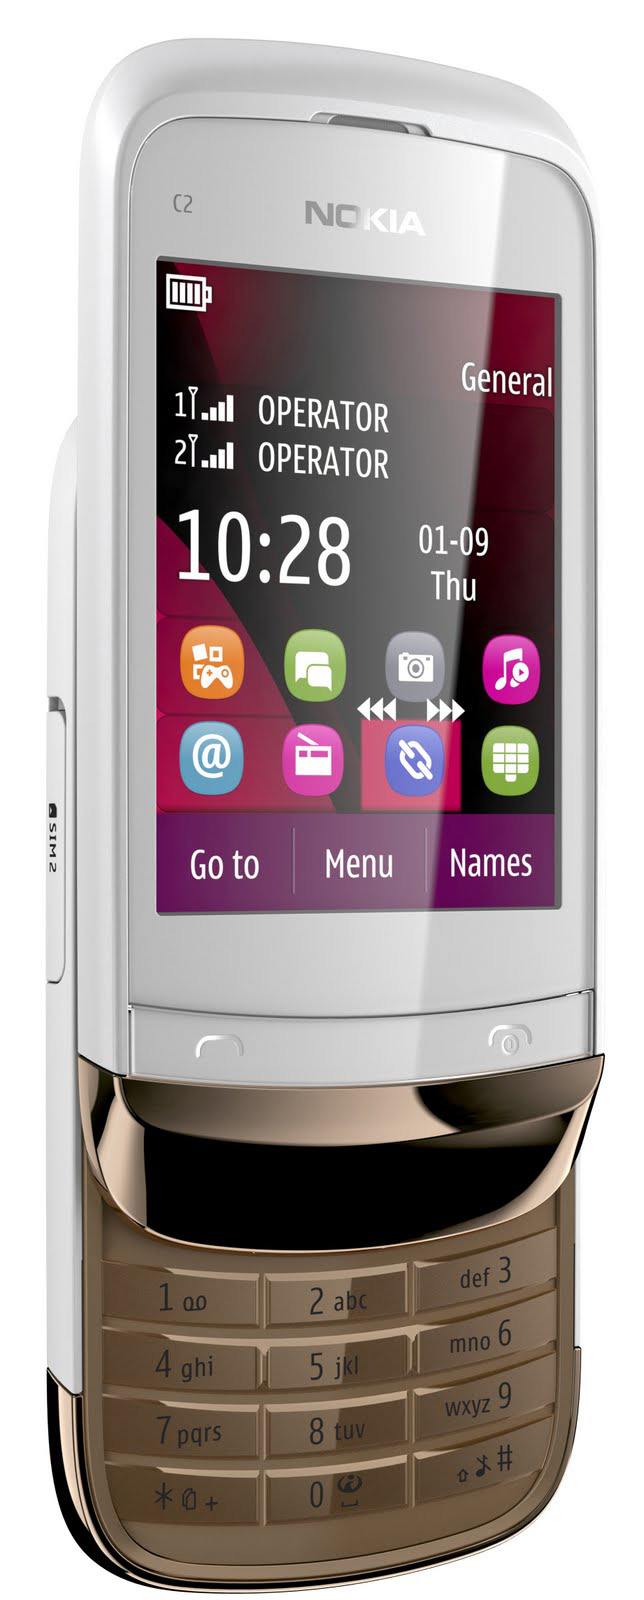 C2 NOKIA
General
1 OPERATOR
2 OPERATOR
10:28 01-09
Thu
@
Go to Menu Names
SIM 2
1 2 abc def 3
4 ghi 5 jkl mno 6
7 pqrs 8 tuv wxyz 9
* + 0 #